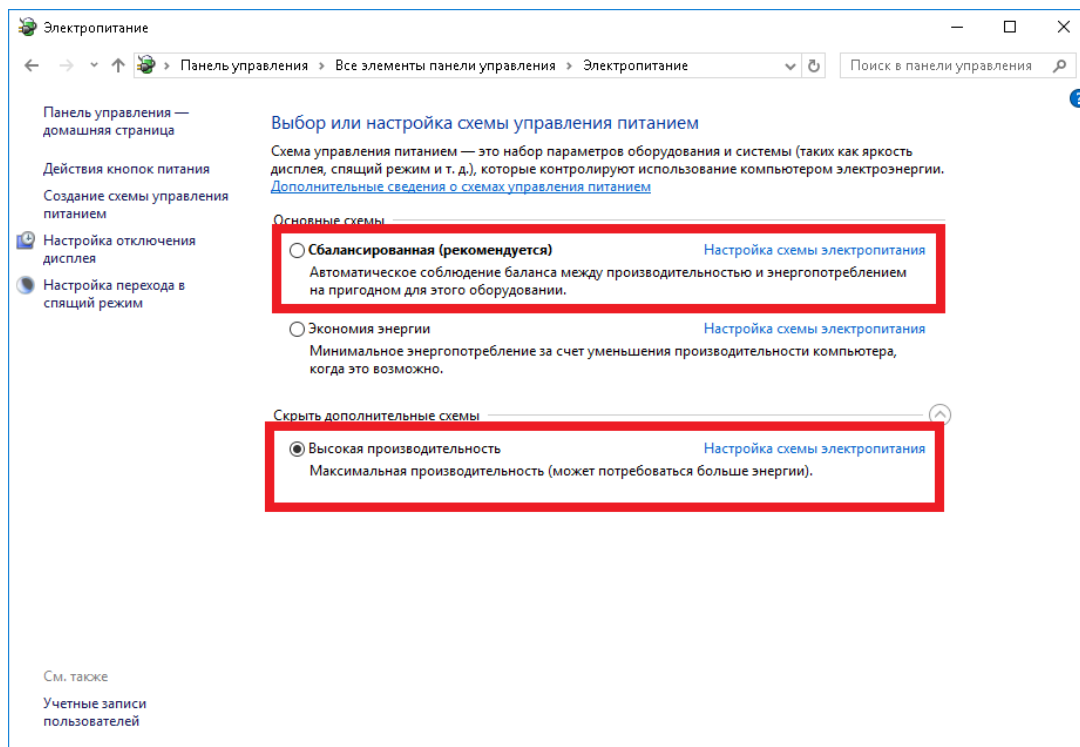 Электропитание
Панель управления › Все элементы панели управления › Электропитание
Поиск в панели управления
Панель управления —
домашняя страница
Действия кнопок питания
Создание схемы управления
питанием
Настройка отключения
дисплея
Настройка перехода в
спящий режим
Выбор или настройка схемы управления питанием
Схема управления питанием — это набор параметров оборудования и системы (таких как яркость
дисплея, спящий режим и т. д.), которые контролируют использование компьютером электроэнергии.
Дополнительные сведения о схемах управления питанием
Основные схемы
Сбалансированная (рекомендуется) Настройка схемы электропитания
Автоматическое соблюдение баланса между производительностью и энергопотреблением
на пригодном для этого оборудовании.
Экономия энергии Настройка схемы электропитания
Минимальное энергопотребление за счет уменьшения производительности компьютера,
когда это возможно.
Скрыть дополнительные схемы
Высокая производительность Настройка схемы электропитания
Максимальная производительность (может потребоваться больше энергии).
См. также
Учетные записи
пользователей